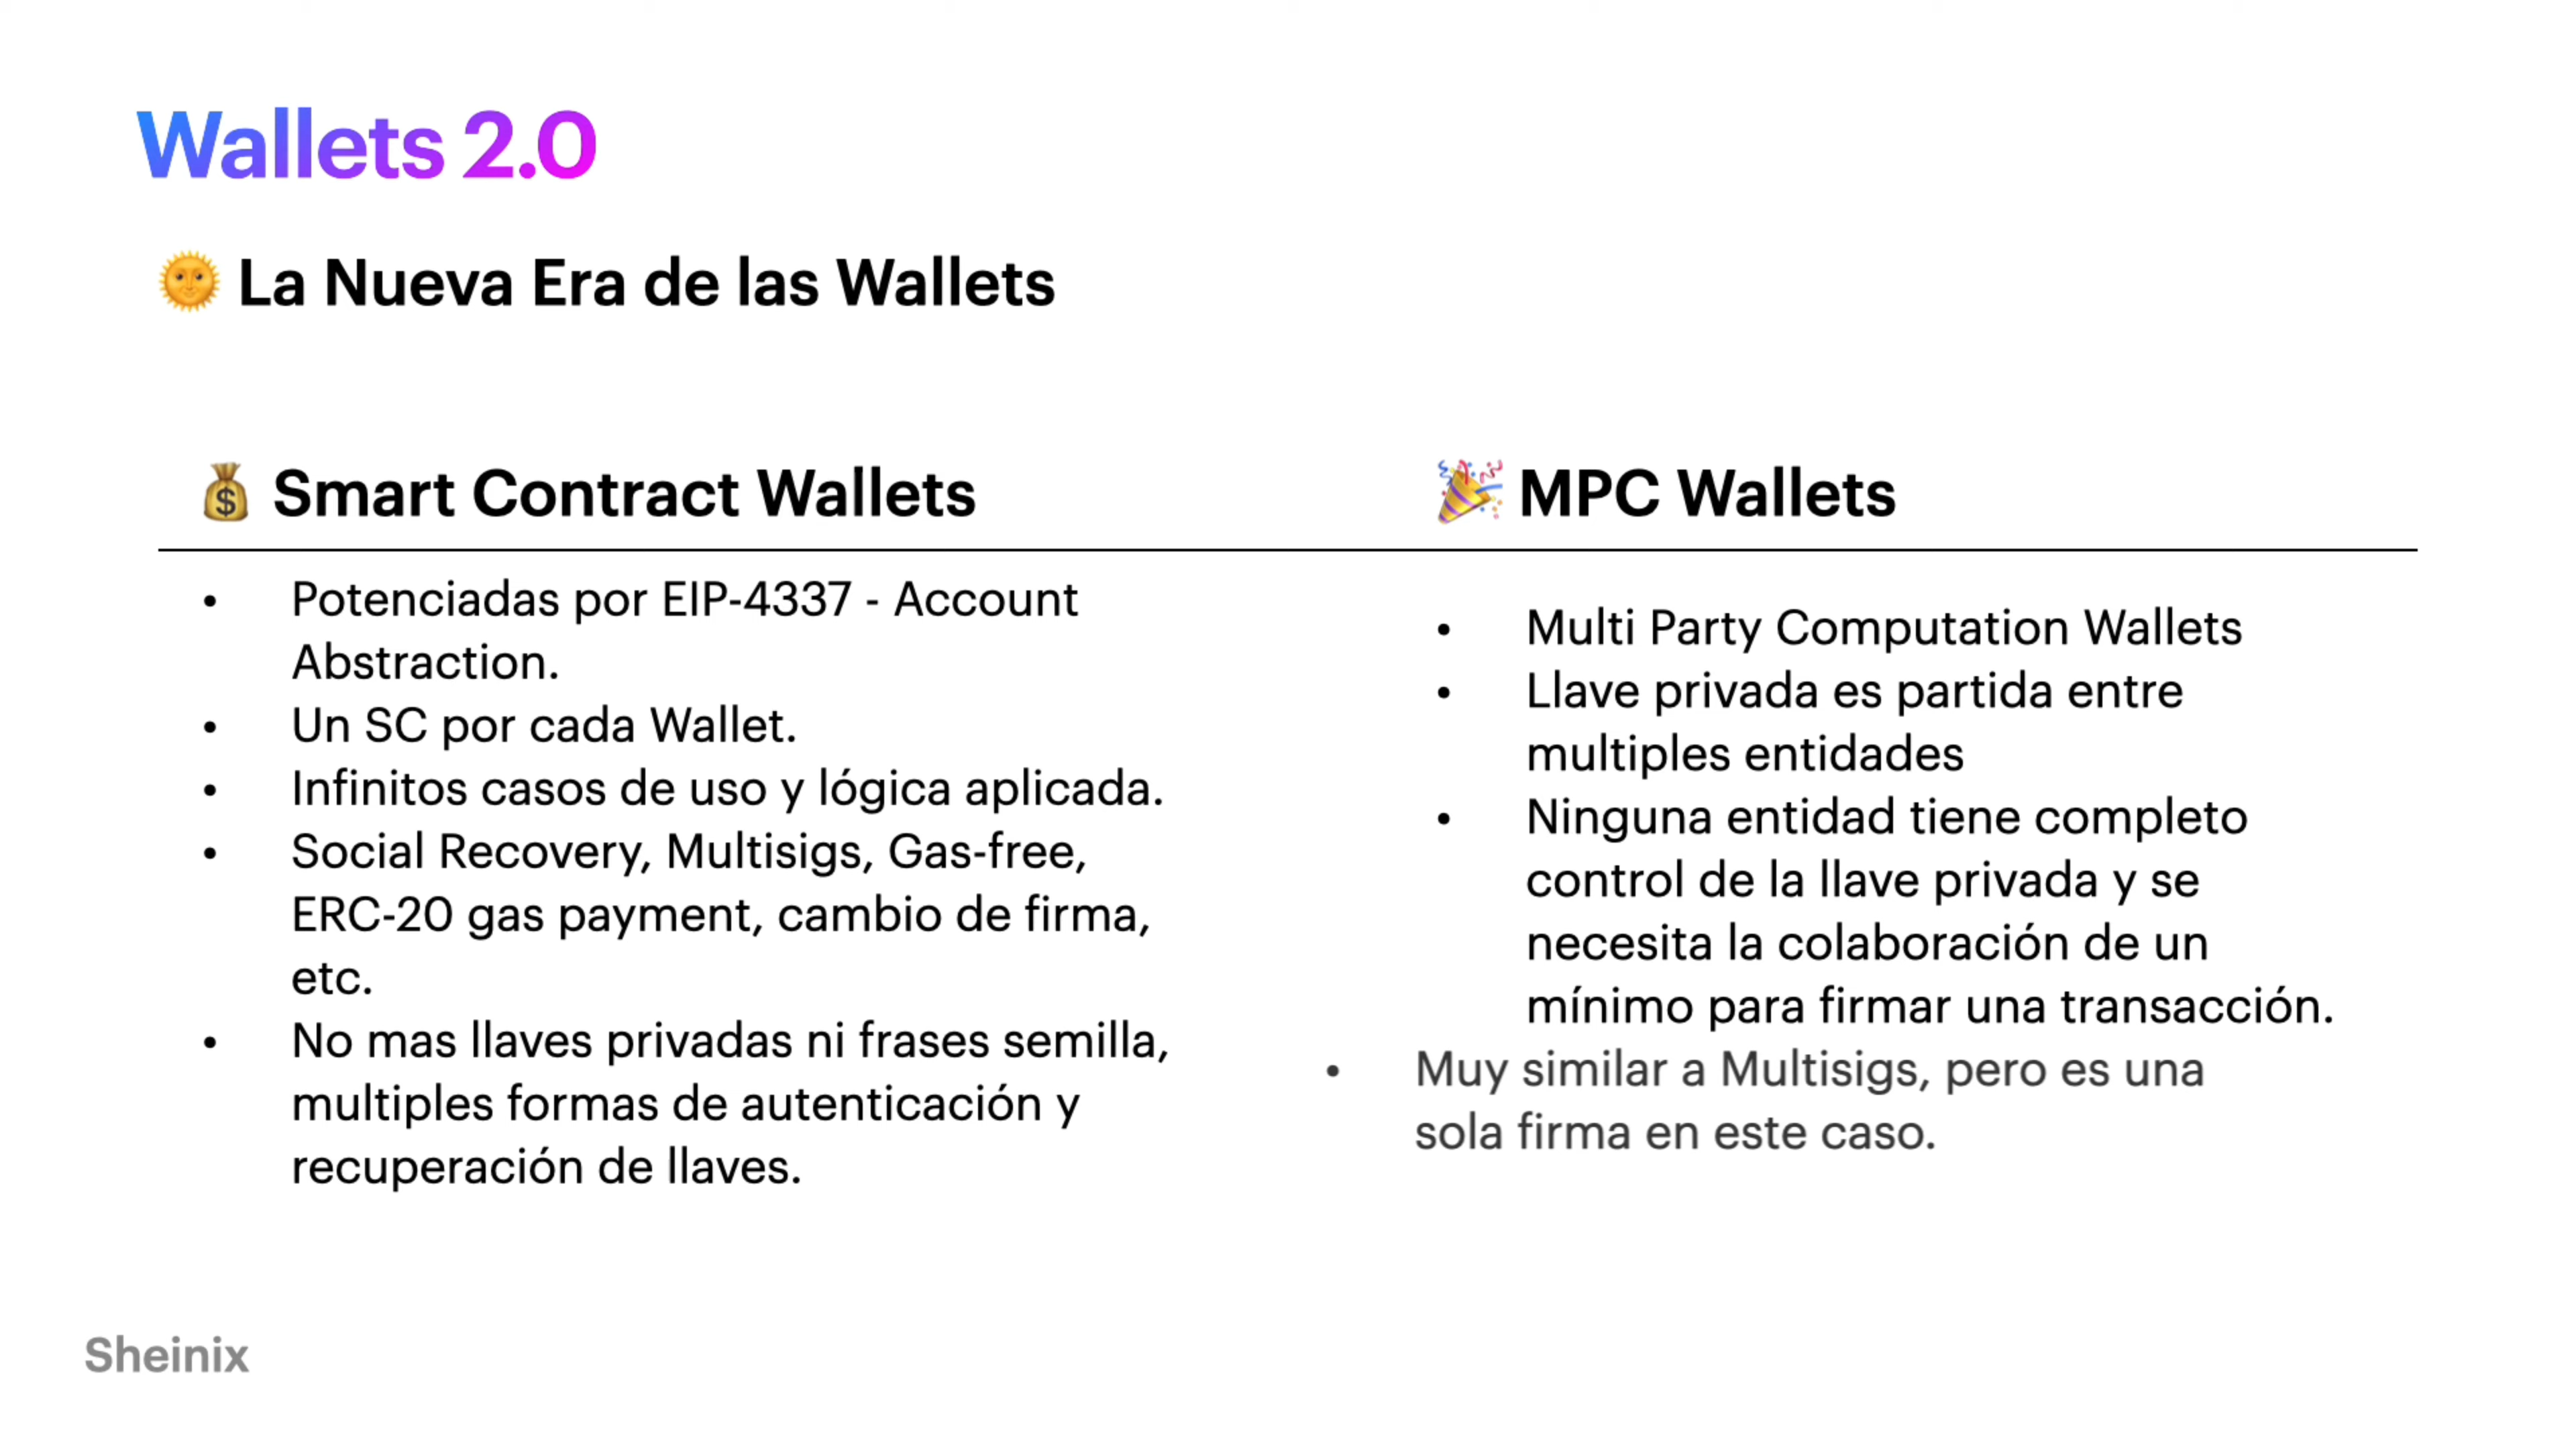 Wallets 2.0
🌞 La Nueva Era de las Wallets
💰 Smart Contract Wallets
• Potenciadas por EIP-4337 - Account
Abstraction.
• Un SC por cada Wallet.
• Infinitos casos de uso y lógica aplicada.
• Social Recovery, Multisigs, Gas-free,
ERC-20 gas payment, cambio de firma,
etc.
• No mas llaves privadas ni frases semilla,
multiples formas de autenticación y
recuperación de llaves.
🎉 MPC Wallets
• Multi Party Computation Wallets
• Llave privada es partida entre
multiples entidades
• Ninguna entidad tiene completo
control de la llave privada y se
necesita la colaboración de un
mínimo para firmar una transacción.
• Muy similar a Multisigs, pero es una
sola firma en este caso.
Sheinix